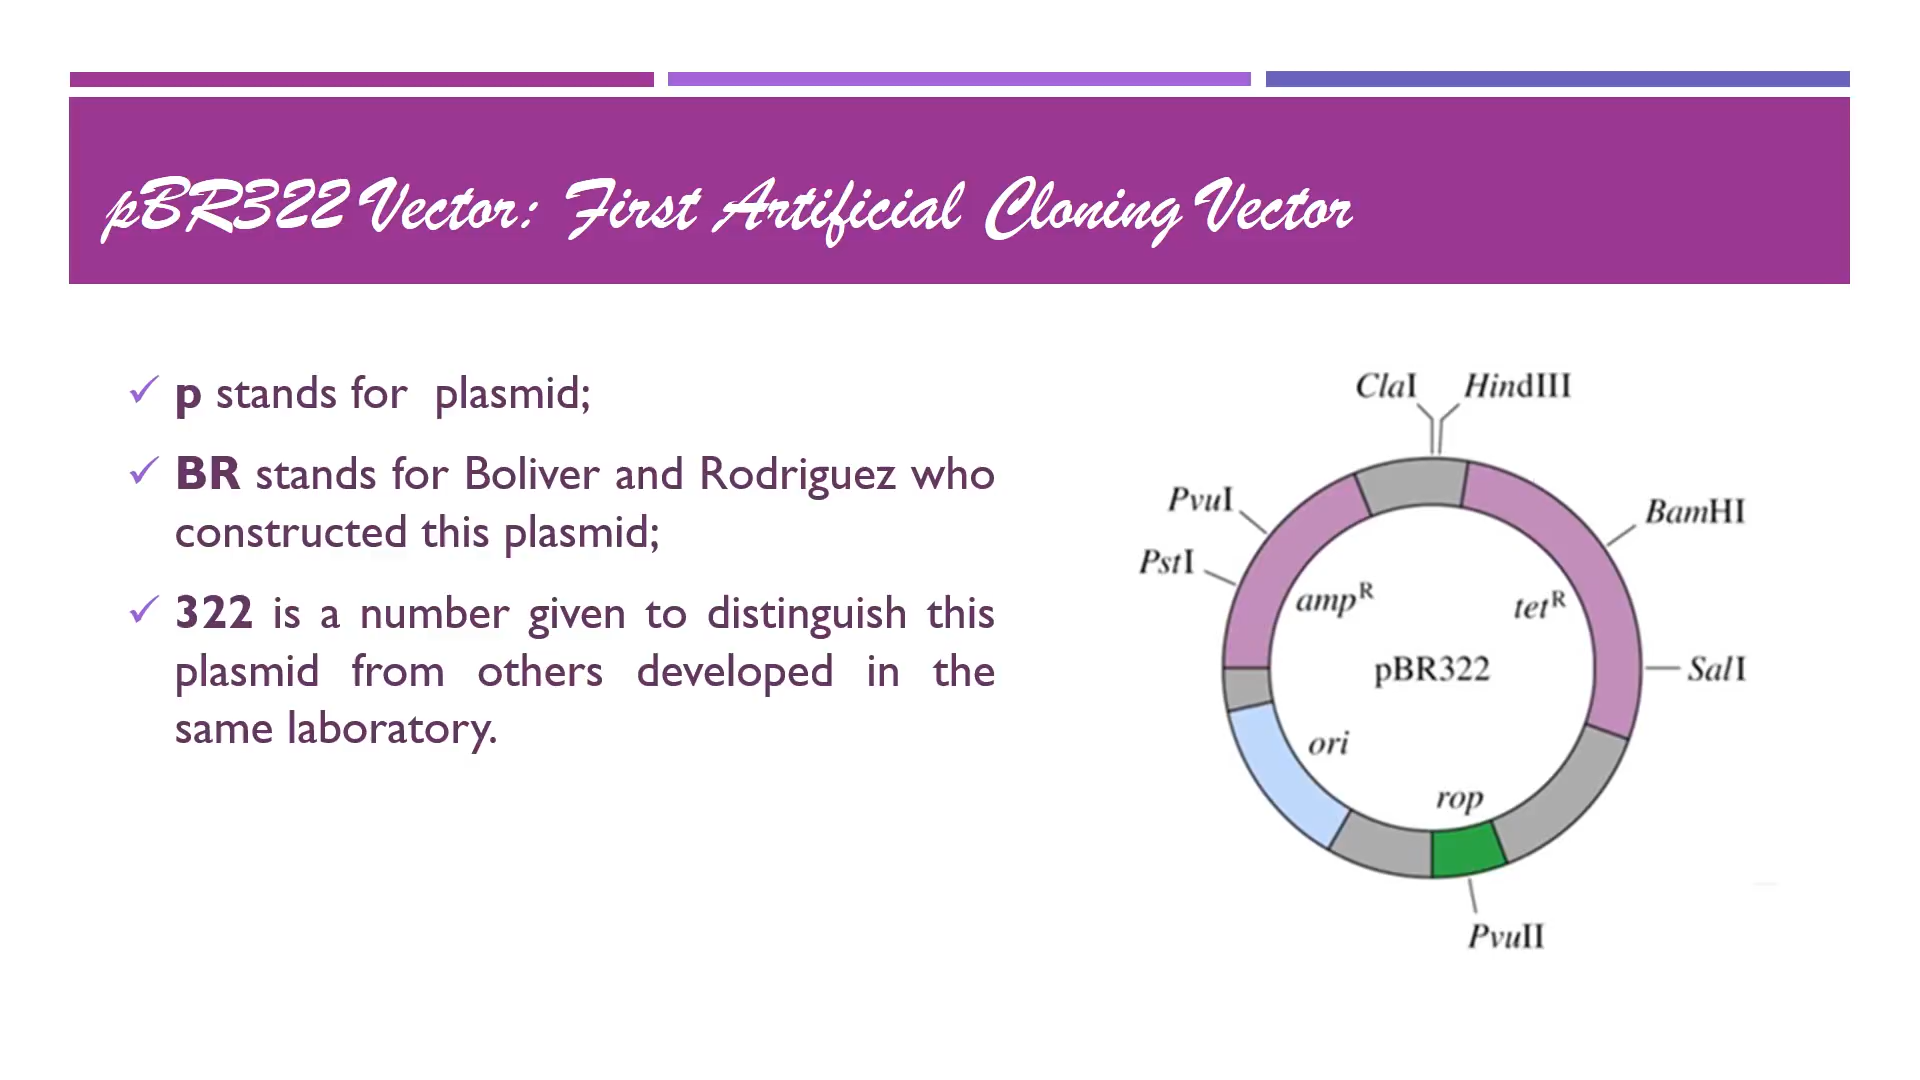 pBR322 Vector: First Artificial Cloning Vector
p stands for plasmid;
BR stands for Boliver and Rodriguez who
constructed this plasmid;
322 is a number given to distinguish this
plasmid from others developed in the
same laboratory.
ClaI HindIII
PvuI
BamHI
PstI
ampR
tetR
pBR322
SalI
ori
rop
PvuII